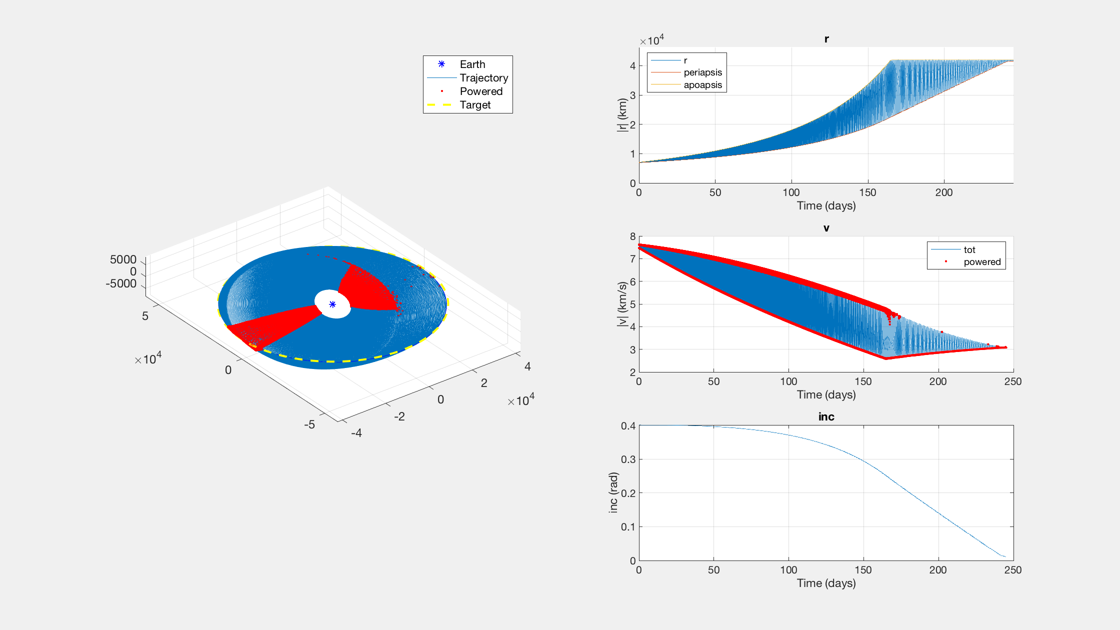 Earth
Trajectory
Powered
Target
5000
0
-5000
5
×10^4
0
-5
-4
-2
0
2
4
×10^4
r
×10^4
4
3
2
1
0
|r| (km)
r
periapsis
apoapsis
0 50 100 150 200
Time (days)
v
8
7
6
5
4
3
2
|v| (km/s)
tot
powered
0 50 100 150 200 250
Time (days)
inc
0.4
0.3
0.2
0.1
0
inc (rad)
0 50 100 150 200 250
Time (days)